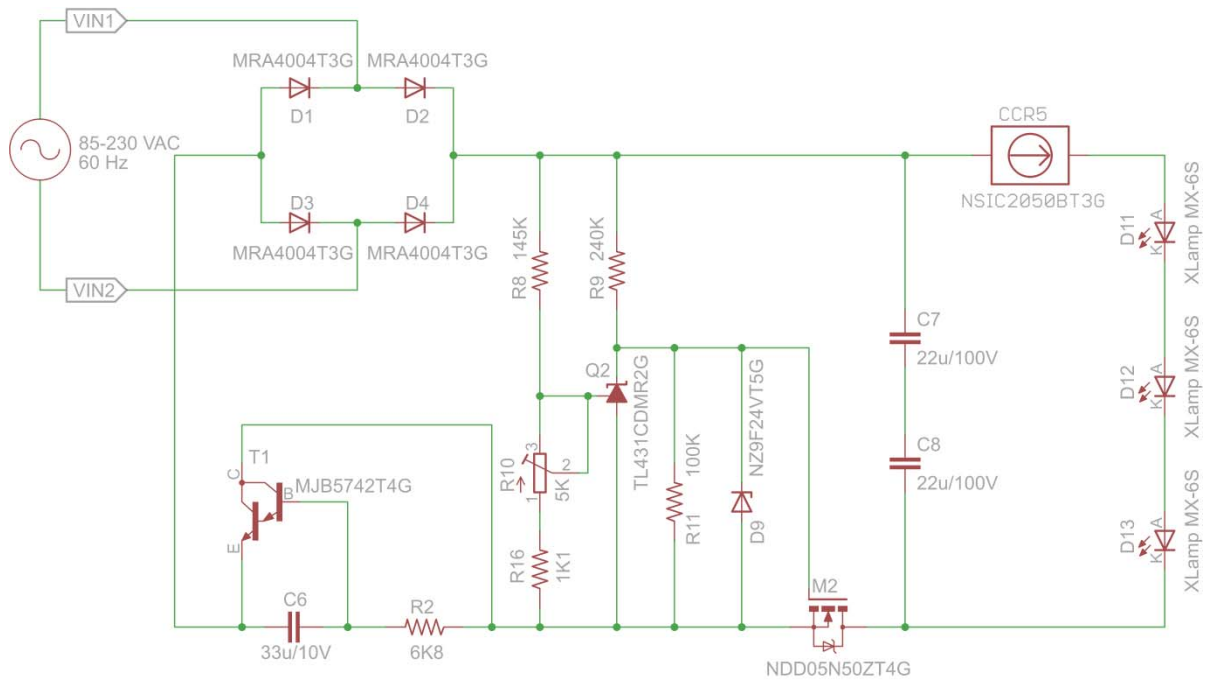 VIN1
MRA4004T3G
MRA4004T3G
D1
D2
85-230 VAC
60 Hz
D3
D4
MRA4004T3G
MRA4004T3G
VIN2
CCR5
NSIC2050BT3G
R8
145K
R9
240K
D11
A
K
XLamp MX-6S
C7
22u/100V
Q2
TL431CDMR2G
D12
A
K
XLamp MX-6S
R10
3
2
1
5K
R11
100K
NZ9F24VT5G
D9
C8
22u/100V
T1
C
B
E
MJB5742T4G
D13
A
K
XLamp MX-6S
R16
1K1
C6
33u/10V
R2
6K8
M2
NDD05N50ZT4G